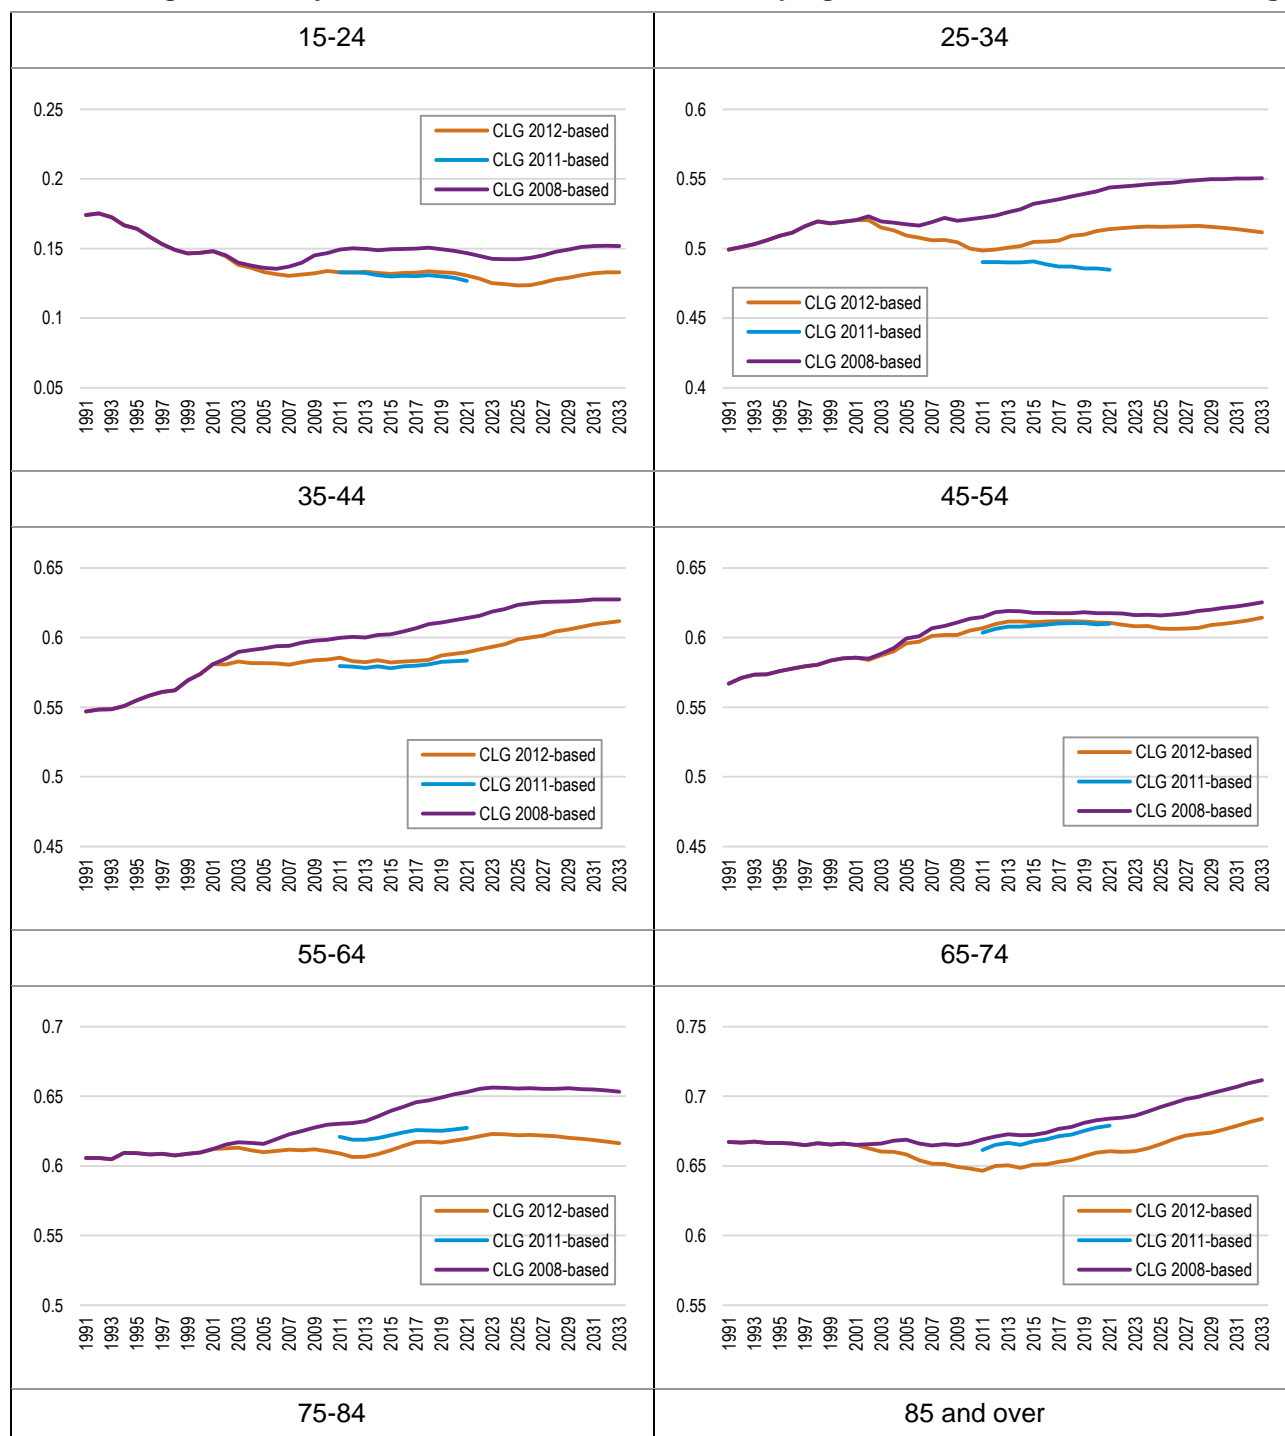 15-24 25-34
0.25
0.2
0.15
0.1
0.05
CLG 2012-based
CLG 2011-based
CLG 2008-based
1991 1993 1995 1997 1999 2001 2003 2005 2007 2009 2011 2013 2015 2017 2019 2021 2023 2025 2027 2029 2031 2033
0.6
0.55
0.5
0.45
0.4
CLG 2012-based
CLG 2011-based
CLG 2008-based
1991 1993 1995 1997 1999 2001 2003 2005 2007 2009 2011 2013 2015 2017 2019 2021 2023 2025 2027 2029 2031 2033
35-44 45-54
0.65
0.6
0.55
0.5
0.45
CLG 2012-based
CLG 2011-based
CLG 2008-based
1991 1993 1995 1997 1999 2001 2003 2005 2007 2009 2011 2013 2015 2017 2019 2021 2023 2025 2027 2029 2031 2033
0.65
0.6
0.55
0.5
0.45
CLG 2012-based
CLG 2011-based
CLG 2008-based
1991 1993 1995 1997 1999 2001 2003 2005 2007 2009 2011 2013 2015 2017 2019 2021 2023 2025 2027 2029 2031 2033
55-64 65-74
0.7
0.65
0.6
0.55
0.5
CLG 2012-based
CLG 2011-based
CLG 2008-based
1991 1993 1995 1997 1999 2001 2003 2005 2007 2009 2011 2013 2015 2017 2019 2021 2023 2025 2027 2029 2031 2033
0.75
0.7
0.65
0.6
0.55
CLG 2012-based
CLG 2011-based
CLG 2008-based
1991 1993 1995 1997 1999 2001 2003 2005 2007 2009 2011 2013 2015 2017 2019 2021 2023 2025 2027 2029 2031 2033
75-84 85 and over